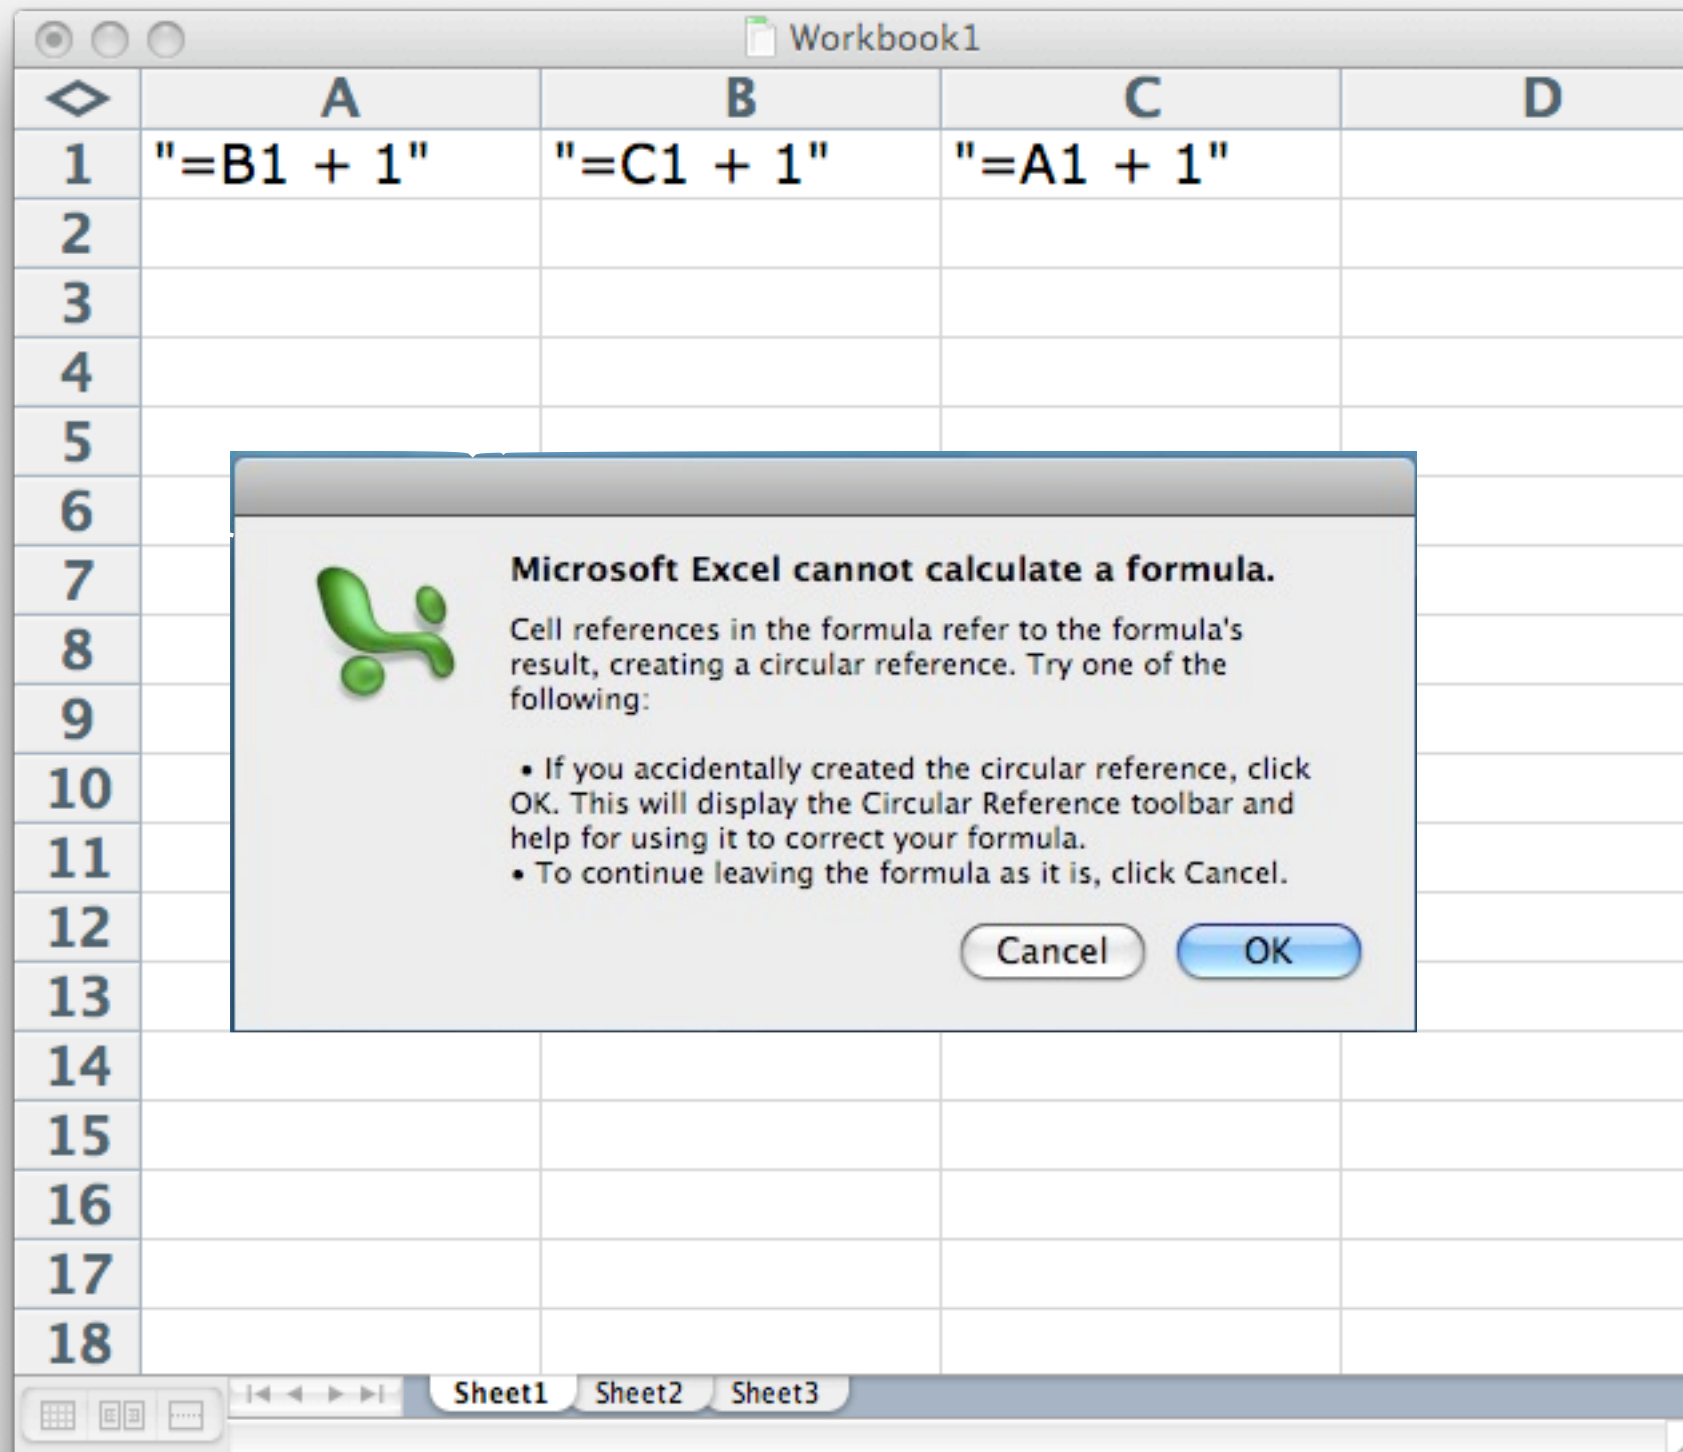 Workbook1
A B C D
1 "=B1 + 1" "=C1 + 1" "=A1 + 1"
2
3
4
5
6
7
8
9
10
11
12
13
14
15
16
17
18
Microsoft Excel cannot calculate a formula.
Cell references in the formula refer to the formula's
result, creating a circular reference. Try one of the
following:
• If you accidentally created the circular reference, click
OK. This will display the Circular Reference toolbar and
help for using it to correct your formula.
• To continue leaving the formula as it is, click Cancel.
Cancel OK
Sheet1 Sheet2 Sheet3